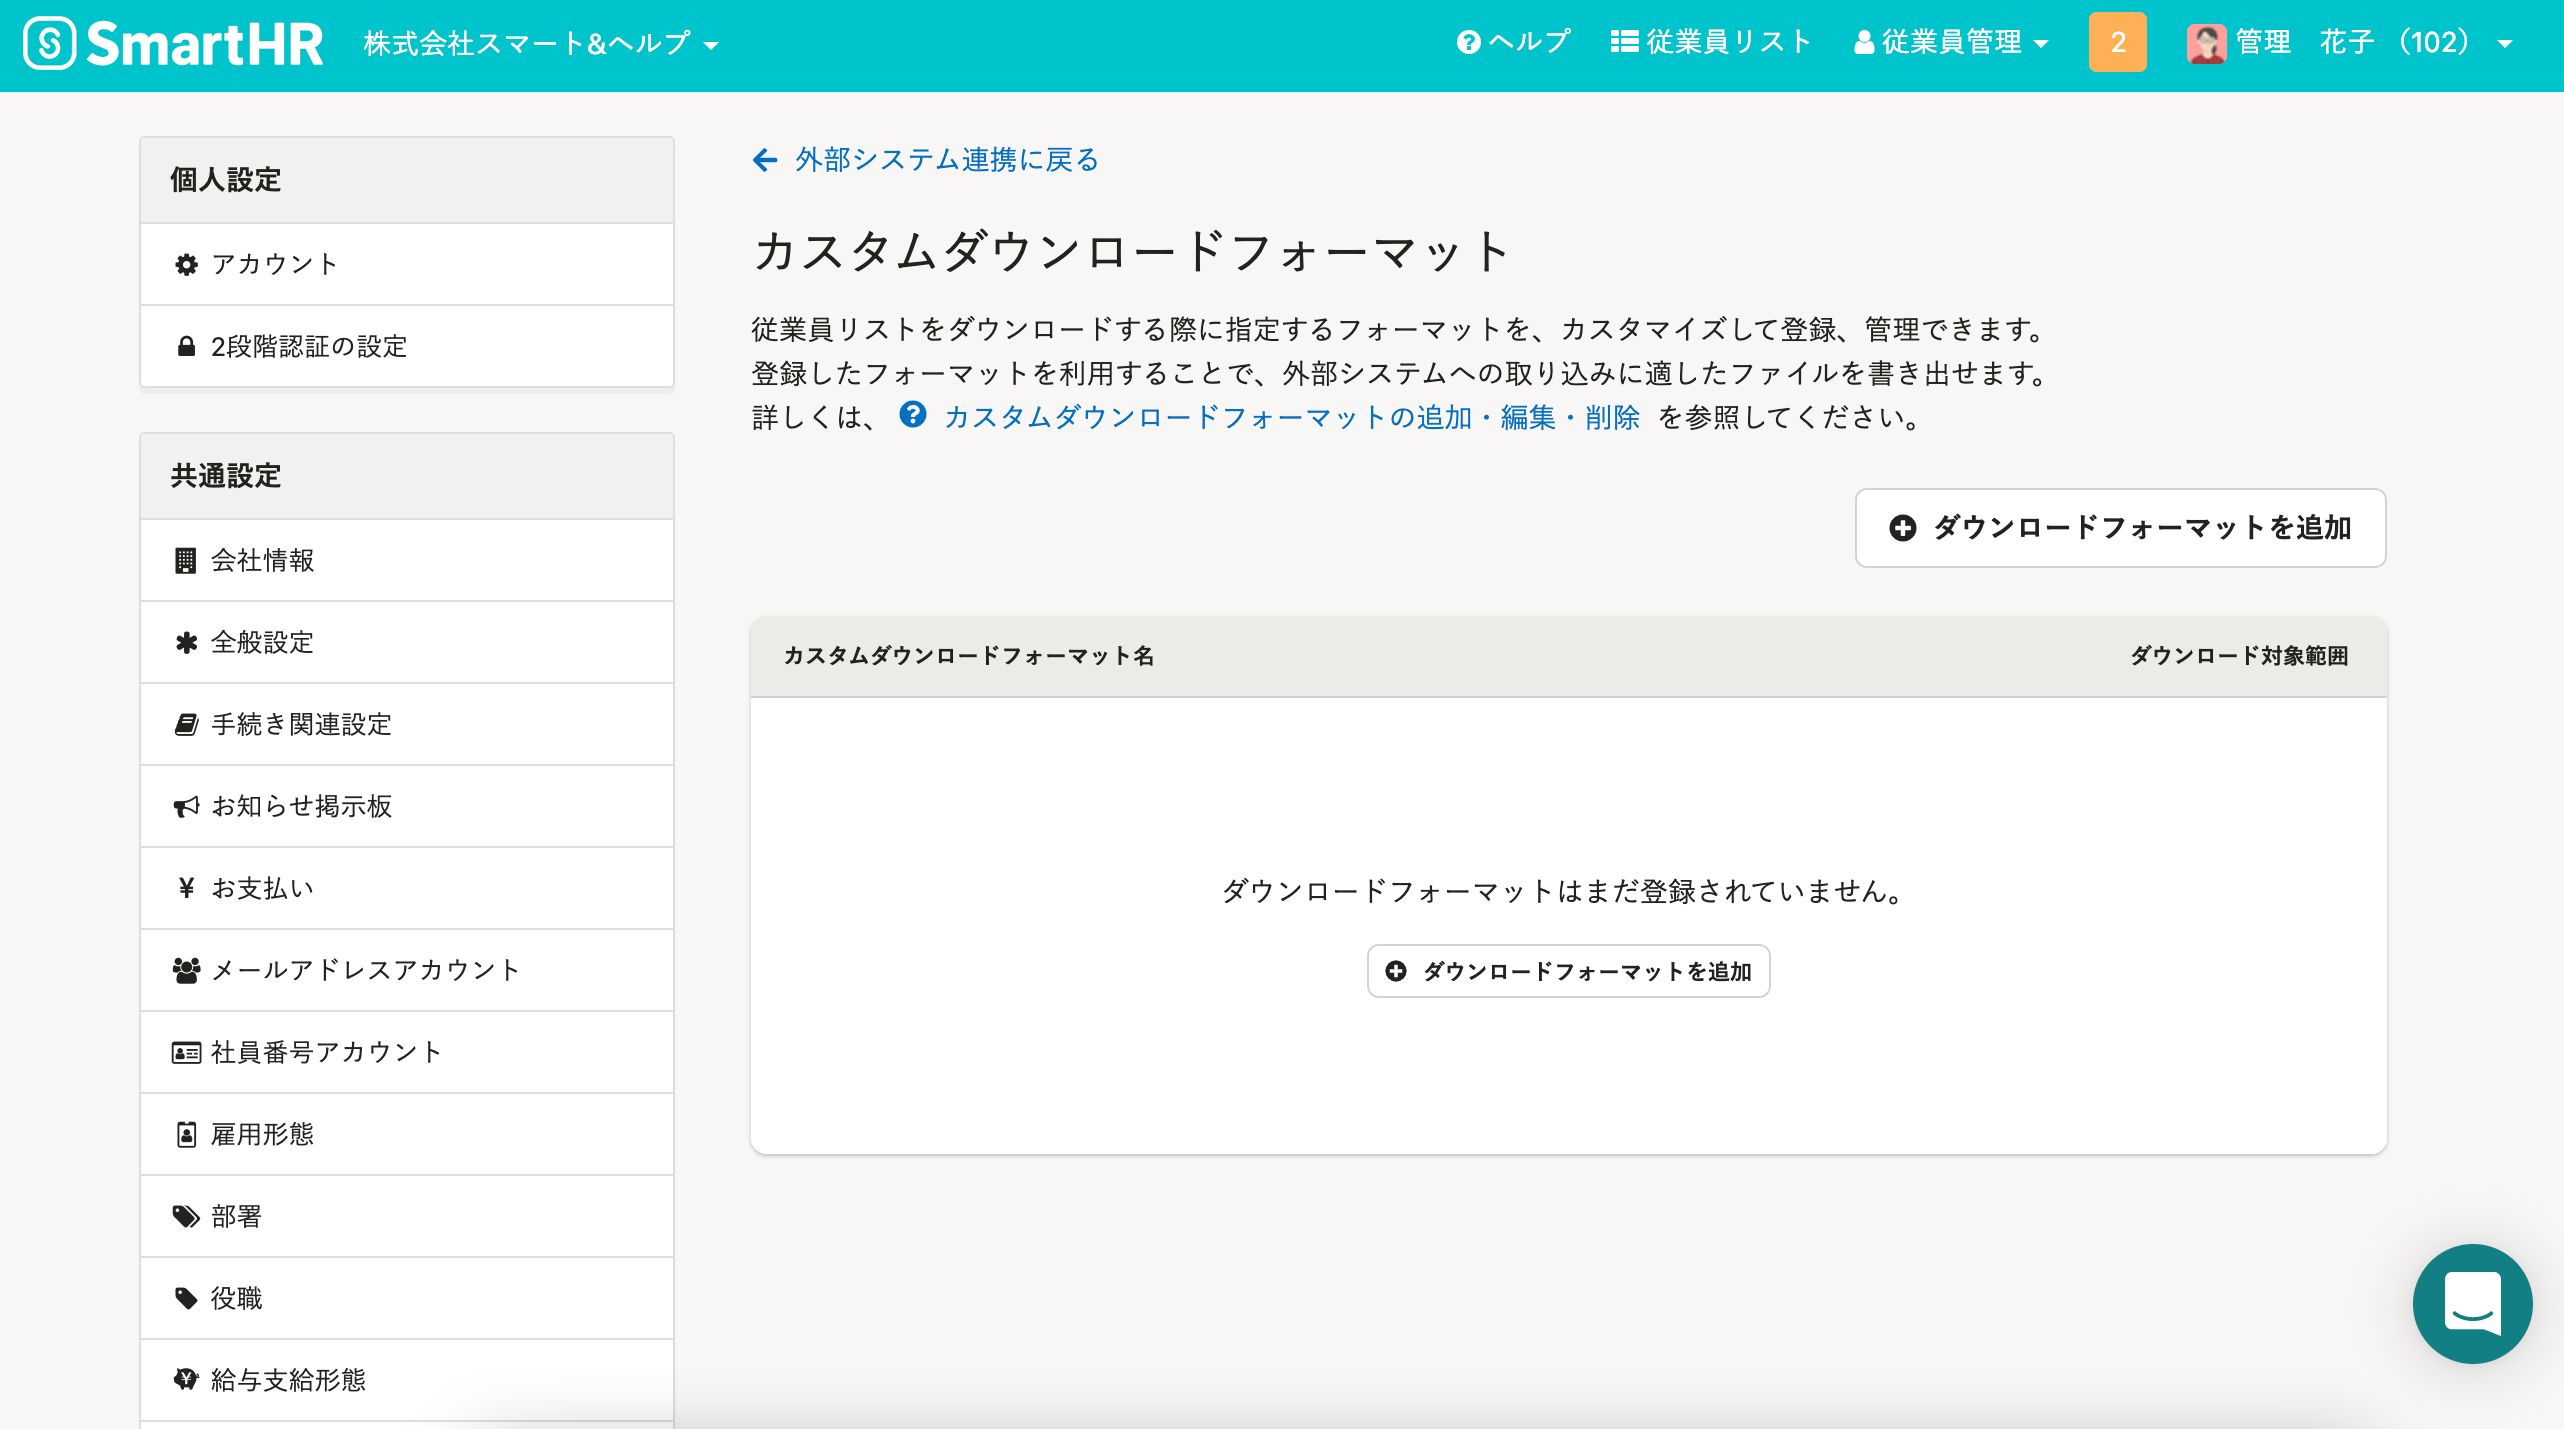 SmartHR 株式会社スマート&ヘルプ ヘルプ 従業員リスト 従業員管理 2 管理　花子　（102）
個人設定
アカウント
2段階認証の設定
共通設定
会社情報
全般設定
手続き関連設定
お知らせ掲示板
お支払い
メールアドレスアカウント
社員番号アカウント
雇用形態
部署
役職
給与支給形態
外部システム連携に戻る
カスタムダウンロードフォーマット
従業員リストをダウンロードする際に指定するフォーマットを、カスタマイズして登録、管理できます。
登録したフォーマットを利用することで、外部システムへの取り込みに適したファイルを書き出せます。
詳しくは、 カスタムダウンロードフォーマットの追加・編集・削除 を参照してください。
ダウンロードフォーマットを追加
カスタムダウンロードフォーマット名 ダウンロード対象範囲
ダウンロードフォーマットはまだ登録されていません。
ダウンロードフォーマットを追加